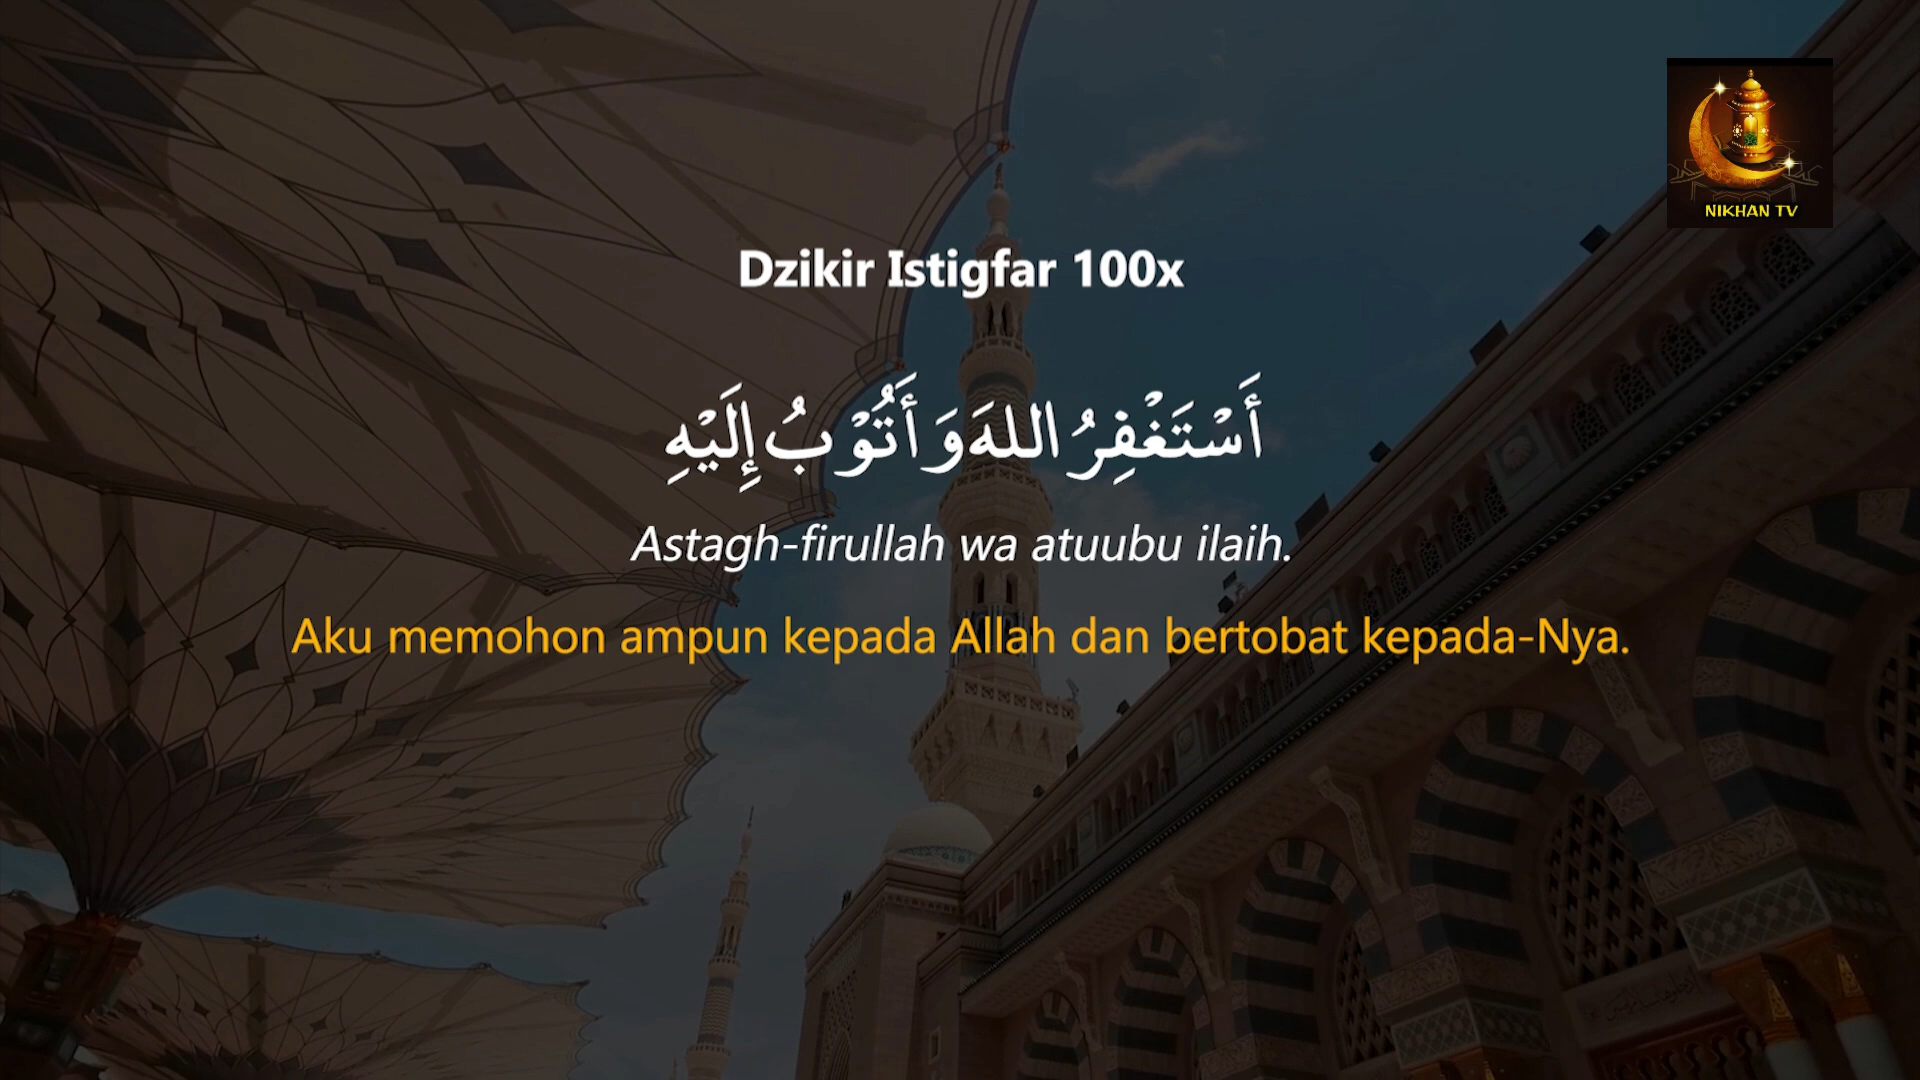 NIKHAN TV
Dzikir Istigfar 100x
أَسْتَغْفِرُ اللهَ وَ أَتُوْبُ إِلَيْهِ
Astagh-firullah wa atuubu ilaih.
Aku memohon ampun kepada Allah dan bertobat kepada-Nya.